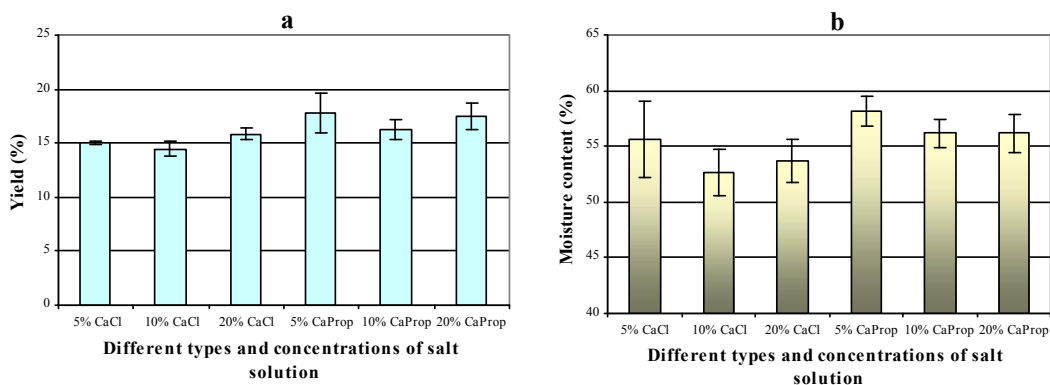 a
25
20
15
10
5
0
Yield (%)
5% CaCl 10% CaCl 20% CaCl 5% CaProp 10% CaProp 20% CaProp
Different types and concentrations of salt
solution
b
65
60
55
50
45
40
Moisture content (%)
5% CaCl 10% CaCl 20% CaCl 5% CaProp 10% CaProp 20% CaProp
Different types and concentrations of salt
solution